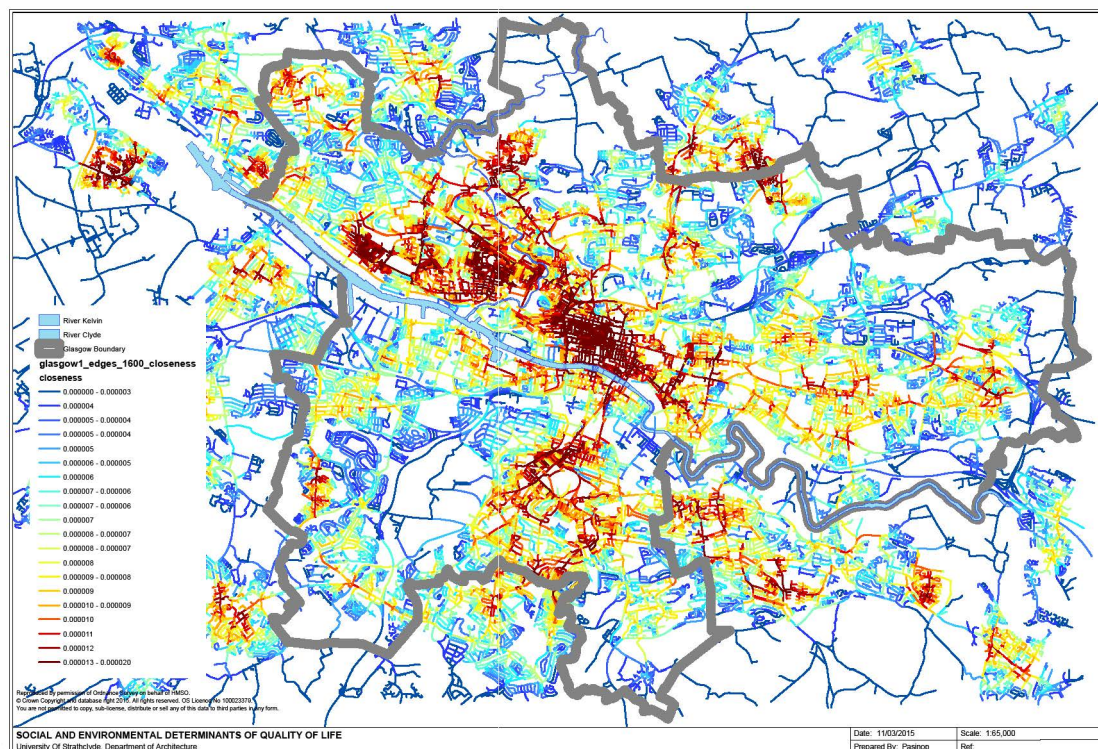 River Kelvin
River Clyde
Glasgow Boundary
glasgow1_edges_1600_closeness
closeness
0.000000 - 0.000003
0.000004
0.000005 - 0.000004
0.000005 - 0.000004
0.000005
0.000006 - 0.000005
0.000006
0.000007 - 0.000006
0.000007 - 0.000006
0.000007
0.000008 - 0.000007
0.000008 - 0.000007
0.000008
0.000009 - 0.000008
0.000009
0.000010 - 0.000009
0.000010
0.000011
0.000012
0.000013 - 0.000020
Reproduced by permission of Ordnance Survey on behalf of HMSO.
© Crown Copyright and database right 2015. All rights reserved. OS Licence No 100023379.
You are not permitted to copy, sub-license, distribute or sell any of this data to third parties in any form.
SOCIAL AND ENVIRONMENTAL DETERMINANTS OF QUALITY OF LIFE
University Of Strathclyde, Department of Architecture
Date: 11/03/2015
Scale: 1:65,000
Prepared By: Pasinop
Ref: